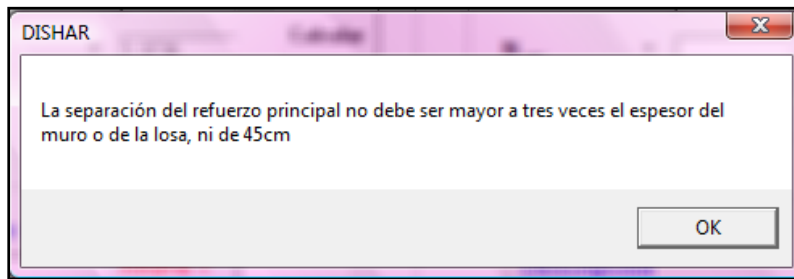 DISHAR
La separación del refuerzo principal no debe ser mayor a tres veces el espesor del
muro o de la losa, ni de 45cm
OK